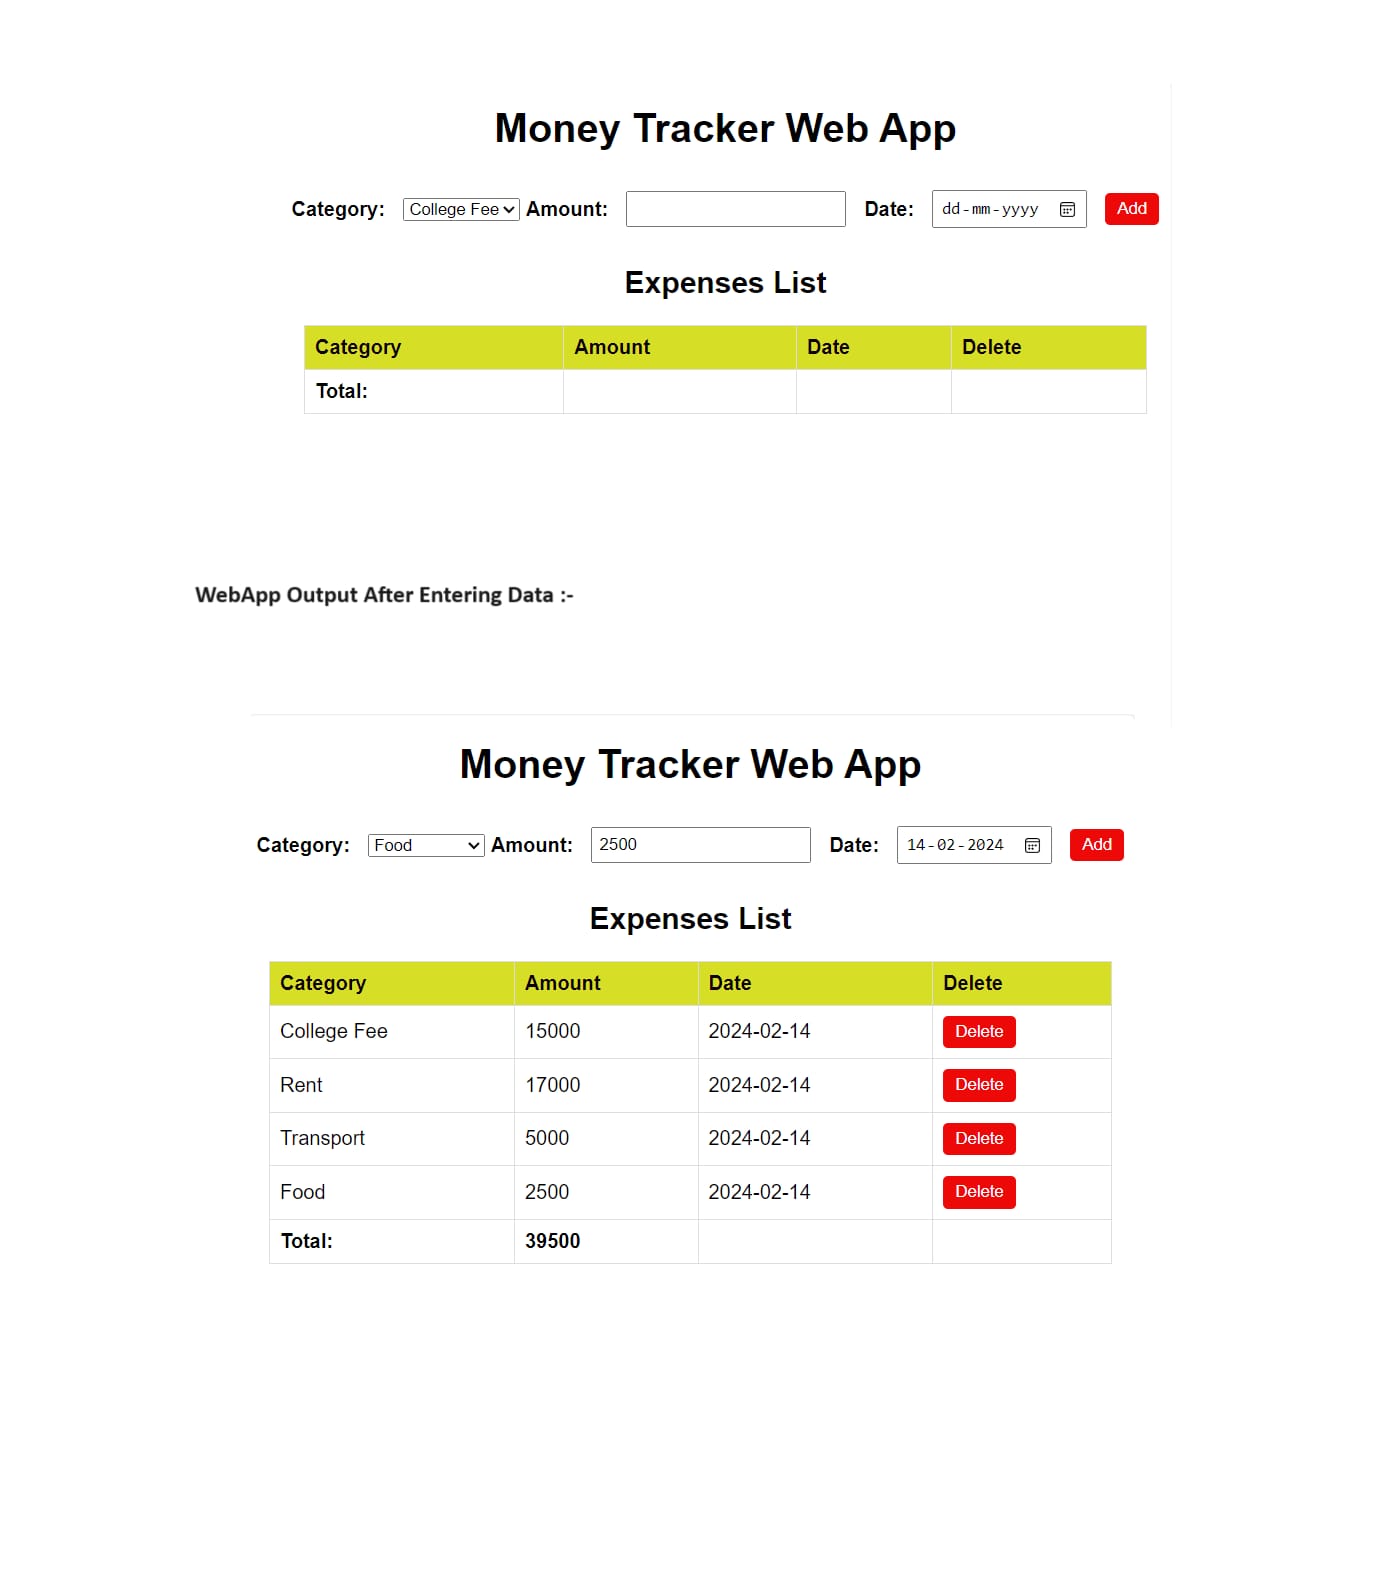 Money Tracker Web App
Category: College Fee Amount: Date: dd-mm-yyyy Add
Expenses List
Category Amount Date Delete
Total:
WebApp Output After Entering Data :-
Money Tracker Web App
Category: Food Amount: 2500 Date: 14-02-2024 Add
Expenses List
Category Amount Date Delete
College Fee 15000 2024-02-14 Delete
Rent 17000 2024-02-14 Delete
Transport 5000 2024-02-14 Delete
Food 2500 2024-02-14 Delete
Total: 39500